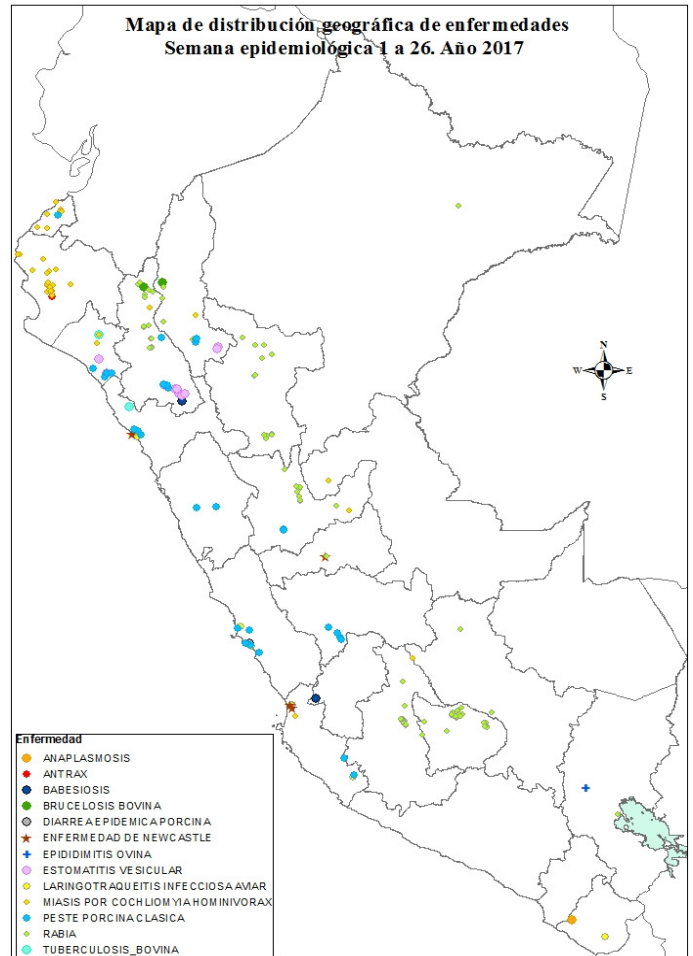 Mapa de distribución geográfica de enfermedades
Semana epidemiológica 1 a 26. Año 2017
N
W E
S
Enfermedad
ANAPLASMOSIS
ANTRAX
BABESIOSIS
BRUCELOSIS BOVINA
DIARREA EPIDEMICA PORCINA
ENFERMEDAD DE NEWCASTLE
EPIDIDIMITIS OVINA
ESTOMATITIS VESICULAR
LARINGOTRAQUEITIS INFECCIOSA AVIAR
MIASIS POR COCHLIOMYIA HOMINIVORAX
PESTE PORCINA CLASICA
RABIA
TUBERCULOSIS_BOVINA